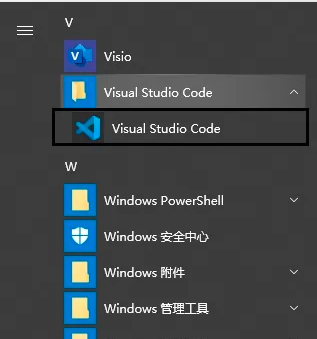 V
Visio
Visual Studio Code
Visual Studio Code
W
Windows PowerShell
Windows 安全中心
Windows 附件
Windows 管理工具